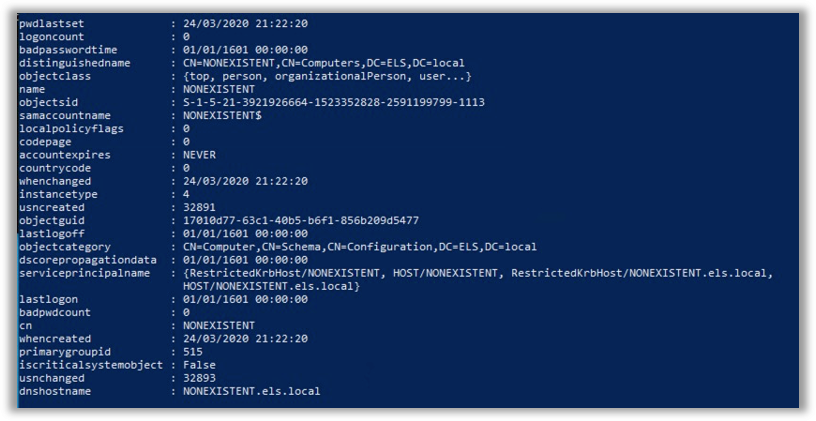 pwdlastset : 24/03/2020 21:22:20
logoncount : 0
badpasswordtime : 01/01/1601 00:00:00
distinguishedname : CN=NONEXISTENT,CN=Computers,DC=ELS,DC=local
objectclass : {top, person, organizationalPerson, user...}
name : NONEXISTENT
objectsid : S-1-5-21-3921926664-1523352828-2591199799-1113
samaccountname : NONEXISTENT$
localpolicyflags : 0
codepage : 0
accountexpires : NEVER
countrycode : 0
whenchanged : 24/03/2020 21:22:20
instancetype : 4
usncreated : 32891
objectguid : 17010d77-63c1-40b5-b6f1-856b209d5477
lastlogoff : 01/01/1601 00:00:00
objectcategory : CN=Computer,CN=Schema,CN=Configuration,DC=ELS,DC=local
dscorepropagationdata : 01/01/1601 00:00:00
serviceprincipalname : {RestrictedKrbHost/NONEXISTENT, HOST/NONEXISTENT, RestrictedKrbHost/NONEXISTENT.els.local,
HOST/NONEXISTENT.els.local}
lastlogon : 01/01/1601 00:00:00
badpwdcount : 0
cn : NONEXISTENT
whencreated : 24/03/2020 21:22:20
primarygroupid : 515
iscriticalsystemobject : False
usnchanged : 32893
dnshostname : NONEXISTENT.els.local